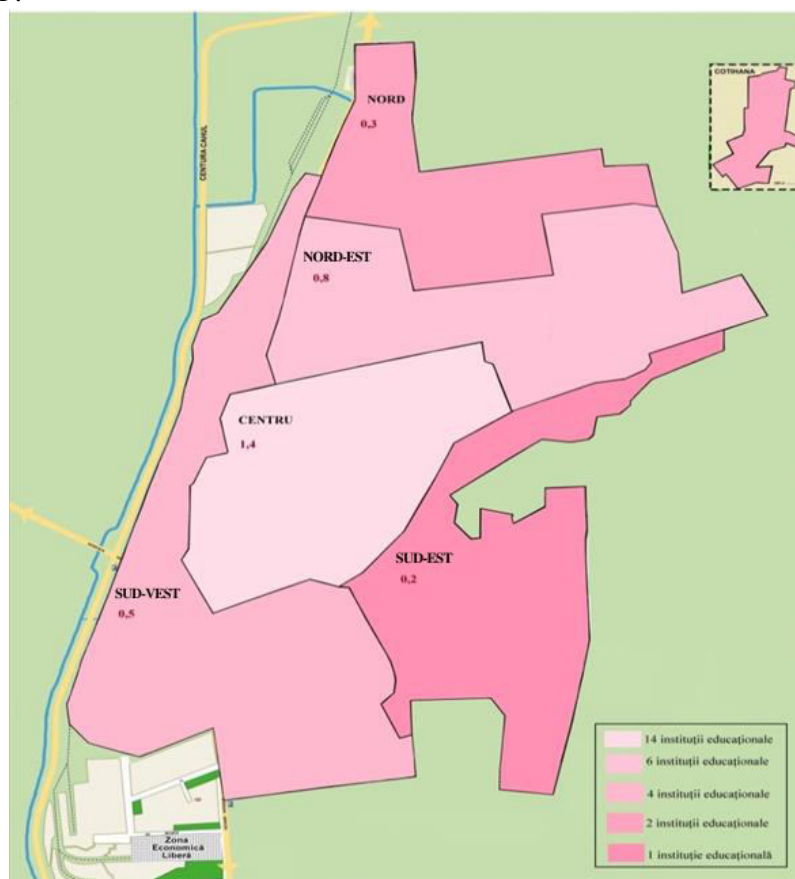 NORD
0,3
COTIHANA
CENTURA CAHUL
NORD-EST
0,8
CENTRU
1,4
SUD-EST
0,2
SUD-VEST
0,5
14 instituții educaționale
6 instituții educaționale
4 instituții educaționale
2 instituții educaționale
1 instituție educațională
Zona
Economică
Liberă